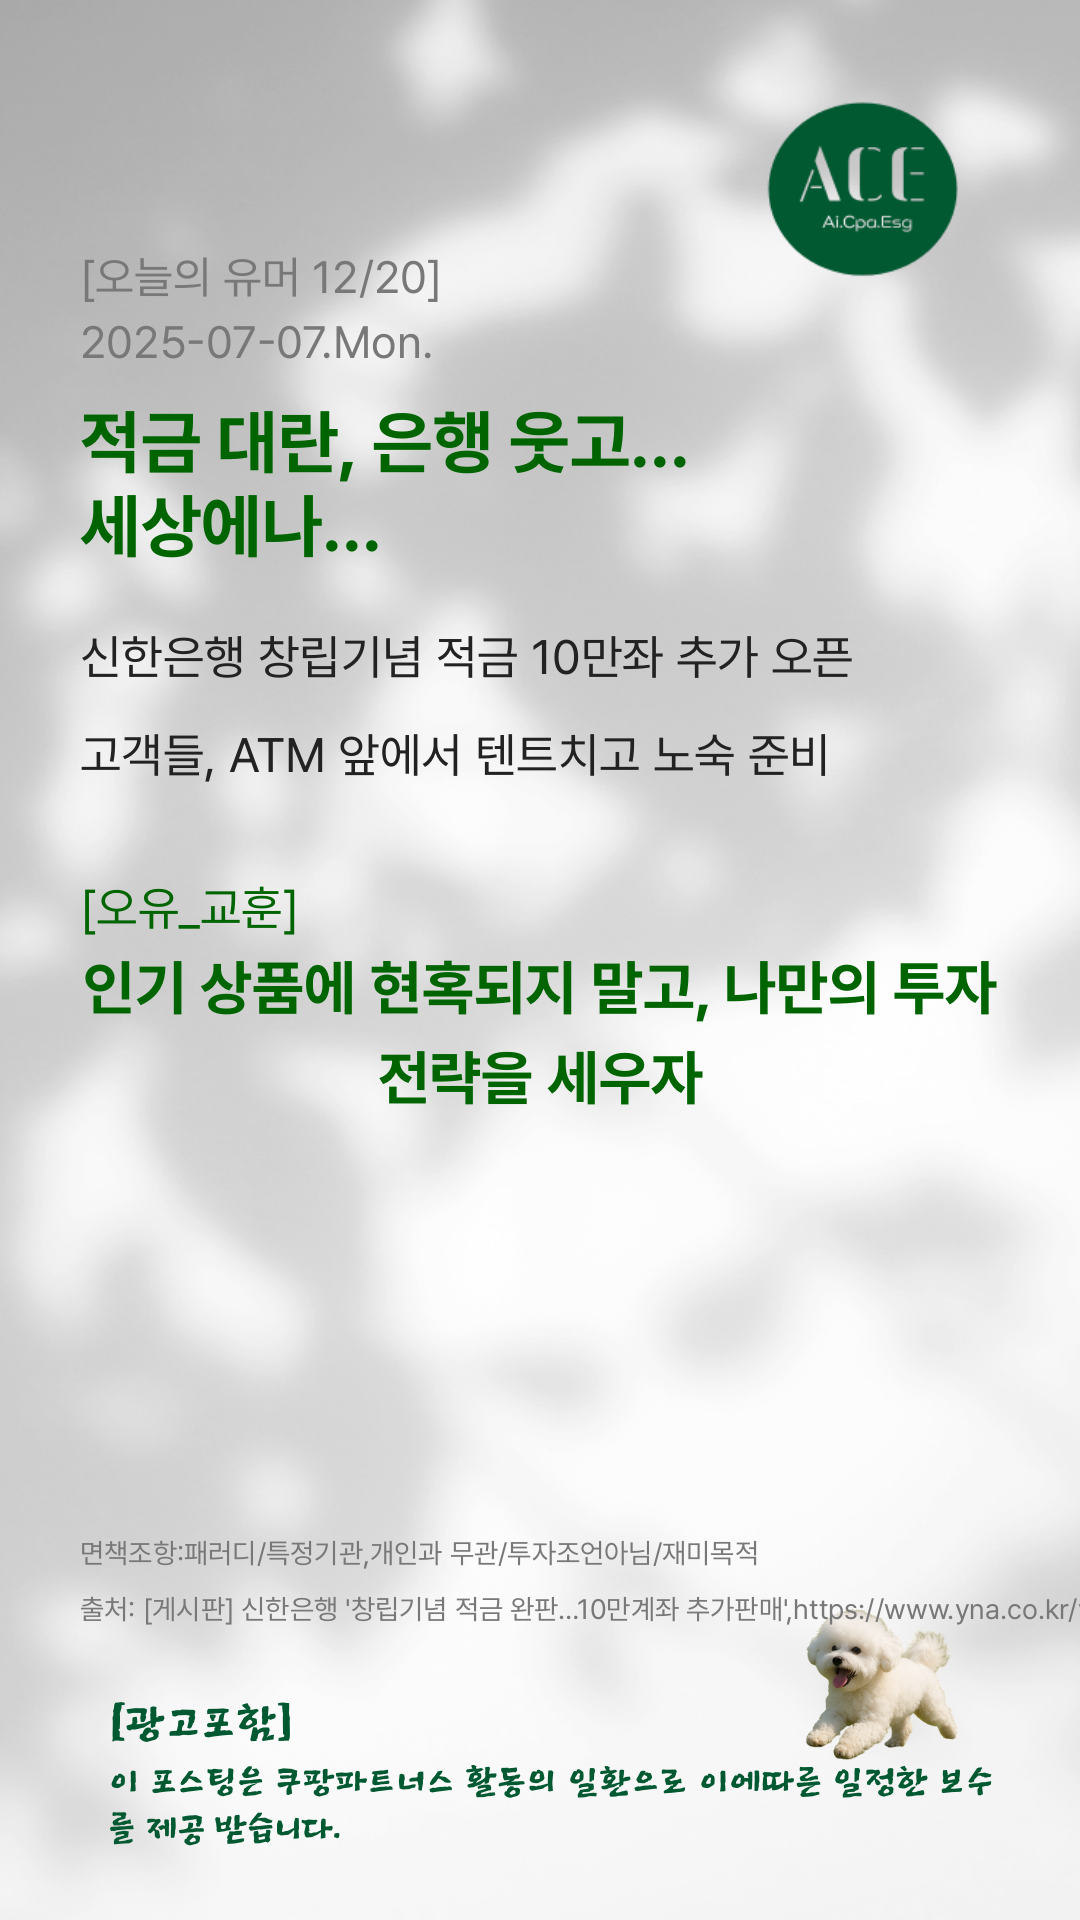 ACE
Ai.Cpa.Esg
[오늘의 유머 12/20]
2025-07-07.Mon.
적금 대란, 은행 웃고...
세상에나...
신한은행 창립기념 적금 10만좌 추가 오픈
고객들, ATM 앞에서 텐트치고 노숙 준비
[오유_교훈]
인기 상품에 현혹되지 말고, 나만의 투자
전략을 세우자
면책조항:패러디/특정기관,개인과 무관/투자조언아님/재미목적
출처: [게시판] 신한은행 '창립기념 적금 완판...10만계좌 추가판매',https://www.yna.co.kr/
[광고포함]
이 포스팅은 쿠팡파트너스 활동의 일환으로 이에따른 일정한 보수
를 제공 받습니다.